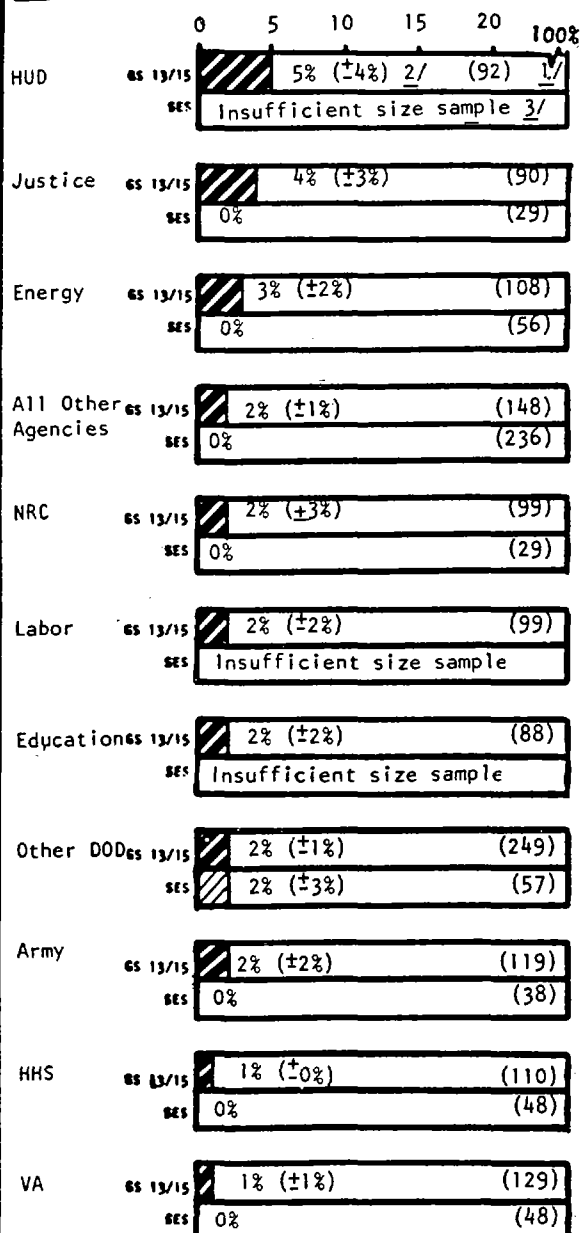 0 5 10 15 20 100%
HUD GS 13/15 5% (±4%) 2/ (92) 1/
SES Insufficient size sample 3/
Justice GS 13/15 4% (±3%) (90)
SES 0% (29)
Energy GS 13/15 3% (±2%) (108)
SES 0% (56)
All Other Agencies GS 13/15 2% (±1%) (148)
SES 0% (236)
NRC GS 13/15 2% (±3%) (99)
SES 0% (29)
Labor GS 13/15 2% (±2%) (99)
SES Insufficient size sample
Education GS 13/15 2% (±2%) (88)
SES Insufficient size sample
Other DOD GS 13/15 2% (±1%) (249)
SES 2% (±3%) (57)
Army GS 13/15 2% (±2%) (119)
SES 0% (38)
HHS GS 13/15 1% (±0%) (110)
SES 0% (48)
VA GS 13/15 1% (±1%) (129)
SES 0% (48)